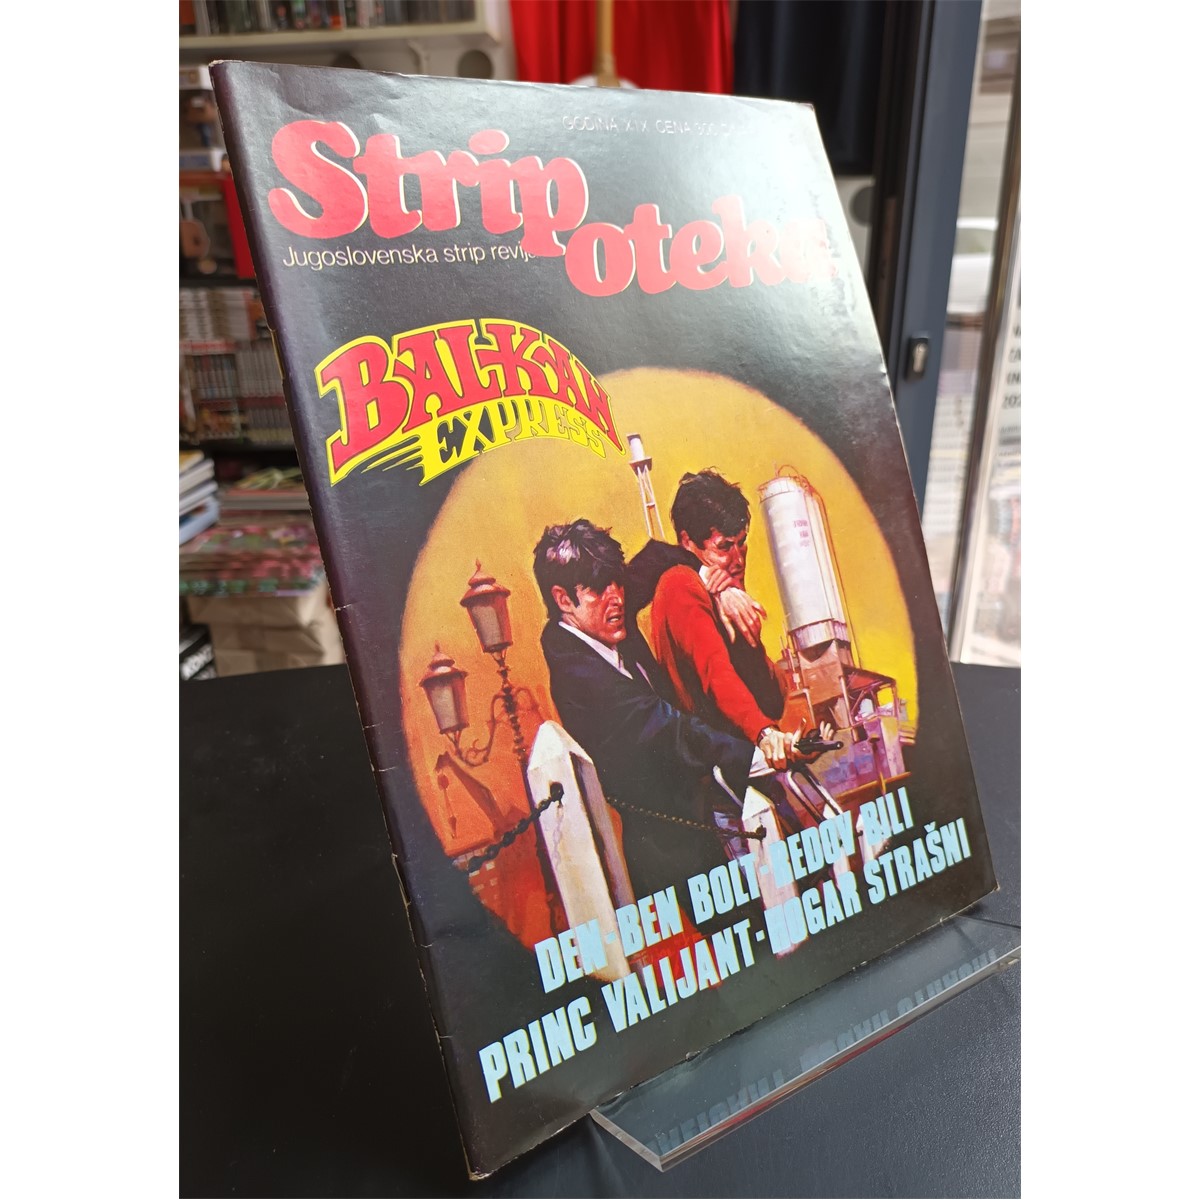 GODINA XIX CENA 300
Strip
oteka
Jugoslovenska strip revija
BALKAN
EXPRESS
DEN-BEN BOLT-REDOV BILI
PRINC VALIJANT-HOGAR STRAŠNI